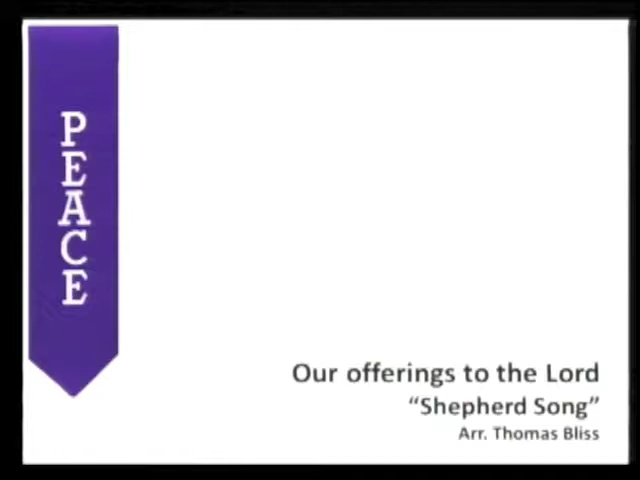 PEACE
Our offerings to the Lord
“Shepherd Song”
Arr. Thomas Bliss